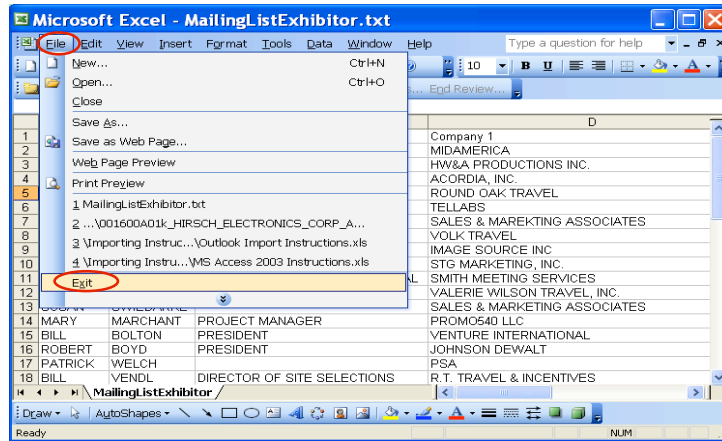 Microsoft Excel - MailingListExhibitor.txt
File Edit View Insert Format Tools Data Window Help Type a question for help
New... Ctrl+N
10 B U A
Open... Ctrl+O
... End Review...
Close
Save As...
D
1 Company 1
Save as Web Page...
2 MIDAMERICA
Web Page Preview
3 HW&A PRODUCTIONS INC.
4 ACORDIA, INC.
Print Preview
5 ROUND OAK TRAVEL
1 MailingListExhibitor.txt
6 TELLABS
2 ...\001600A01k_HIRSCH_ELECTRONICS_CORP_A...
7 SALES & MAREKTING ASSOCIATES
8 VOLK TRAVEL
3 \Importing Instruc...\Outlook Import Instructions.xls
9 IMAGE SOURCE INC
4 \Importing Instru...\MS Access 2003 Instructions.xls
10 STG MARKETING, INC.
Exit
11 AL SMITH MEETING SERVICES
12 VALERIE WILSON TRAVEL, INC.
13 SALES & MARKETING ASSOCIATES
14 MARY MARCHANT PROJECT MANAGER PROMO540 LLC
15 BILL BOLTON PRESIDENT VENTURE INTERNATIONAL
16 ROBERT BOYD PRESIDENT JOHNSON DEWALT
17 PATRICK WELCH PSA
18 BILL VENDL DIRECTOR OF SITE SELECTIONS R.T. TRAVEL & INCENTIVES
MailingListExhibitor
Draw AutoShapes A
Ready NUM